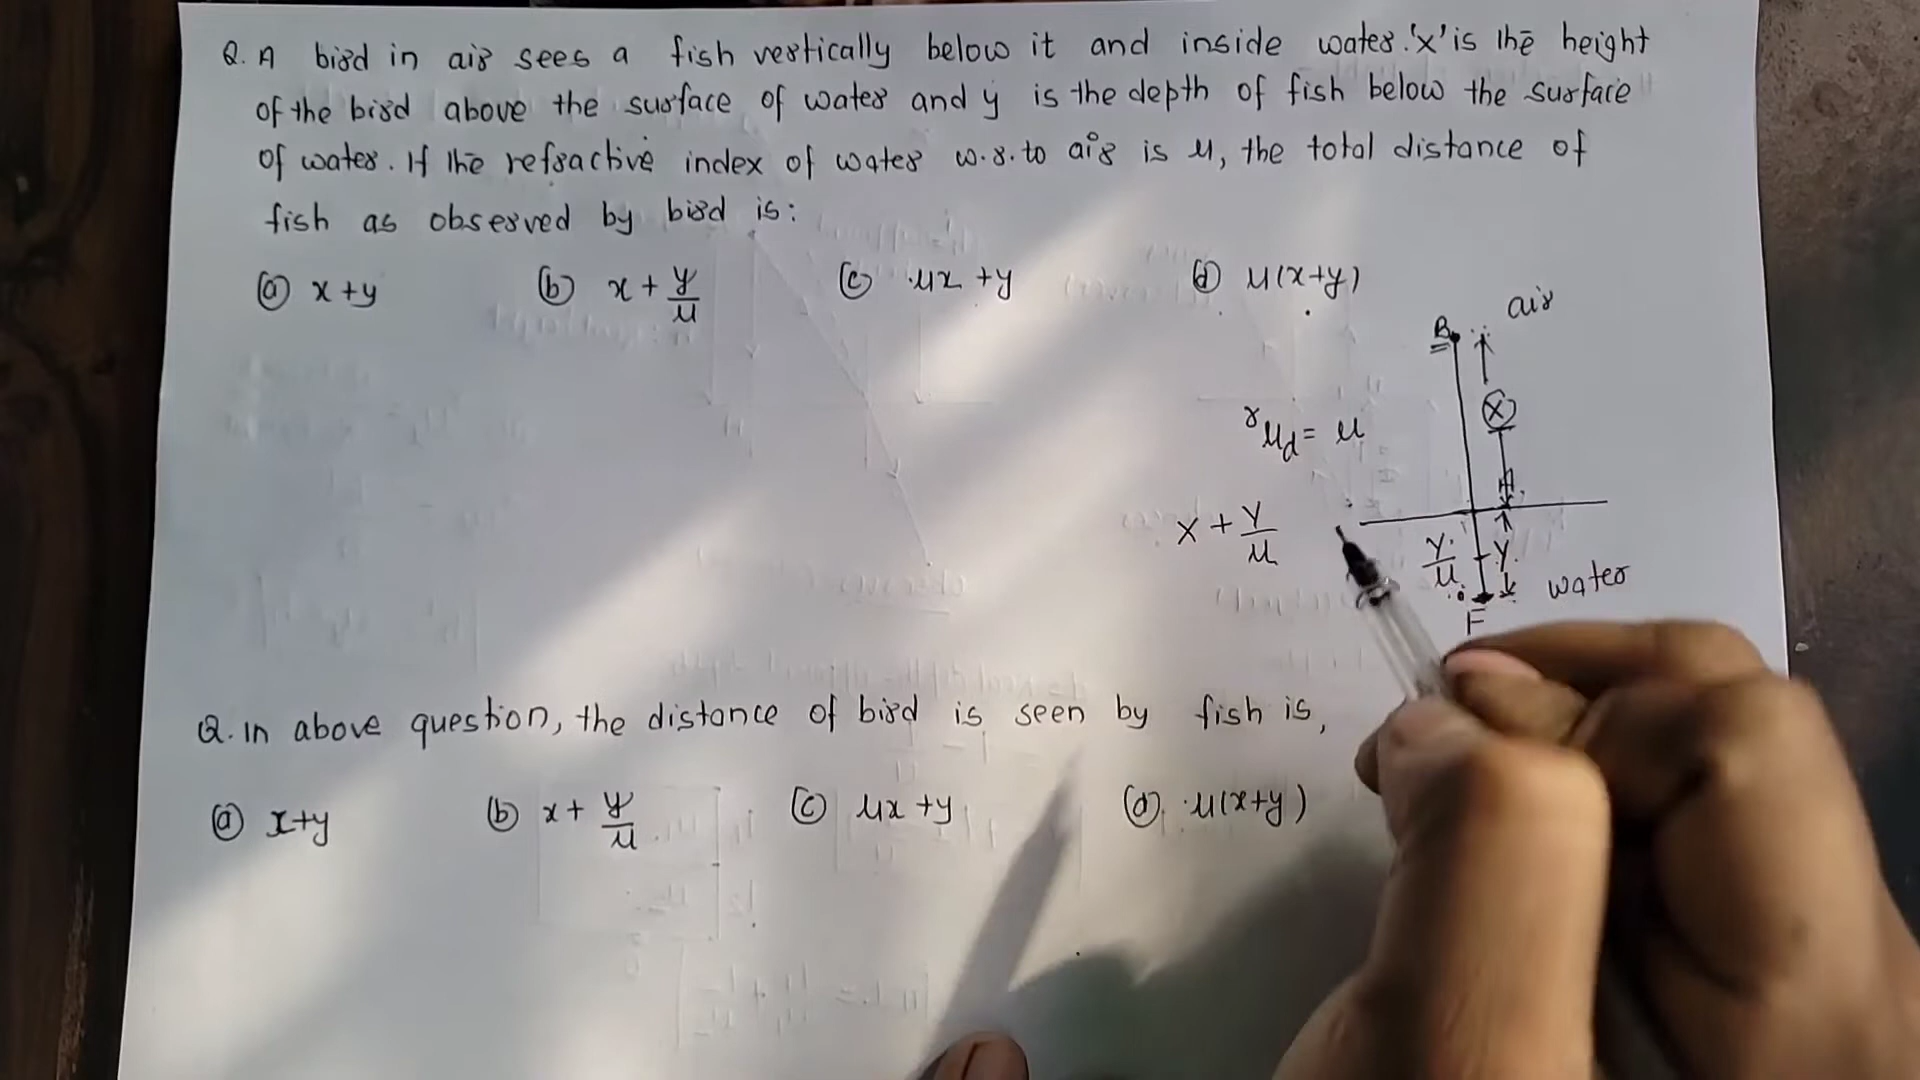 Q. A bird in air sees a fish vertically below it and inside water. 'x' is the height
of the bird above the surface of water and y is the depth of fish below the surface
of water. If the refractive index of water w.r. to air is μ, the total distance of
fish as observed by bird is:
(a) x+y (b) x + y/μ (c) μx + y (d) μ(x+y)
air
B
x
ʳμd = μ
x + y/μ
y/μ y
water
F
Q. In above question, the distance of bird is seen by fish is,
(a) x+y (b) x + y/μ (c) μx + y (d) μ(x+y)